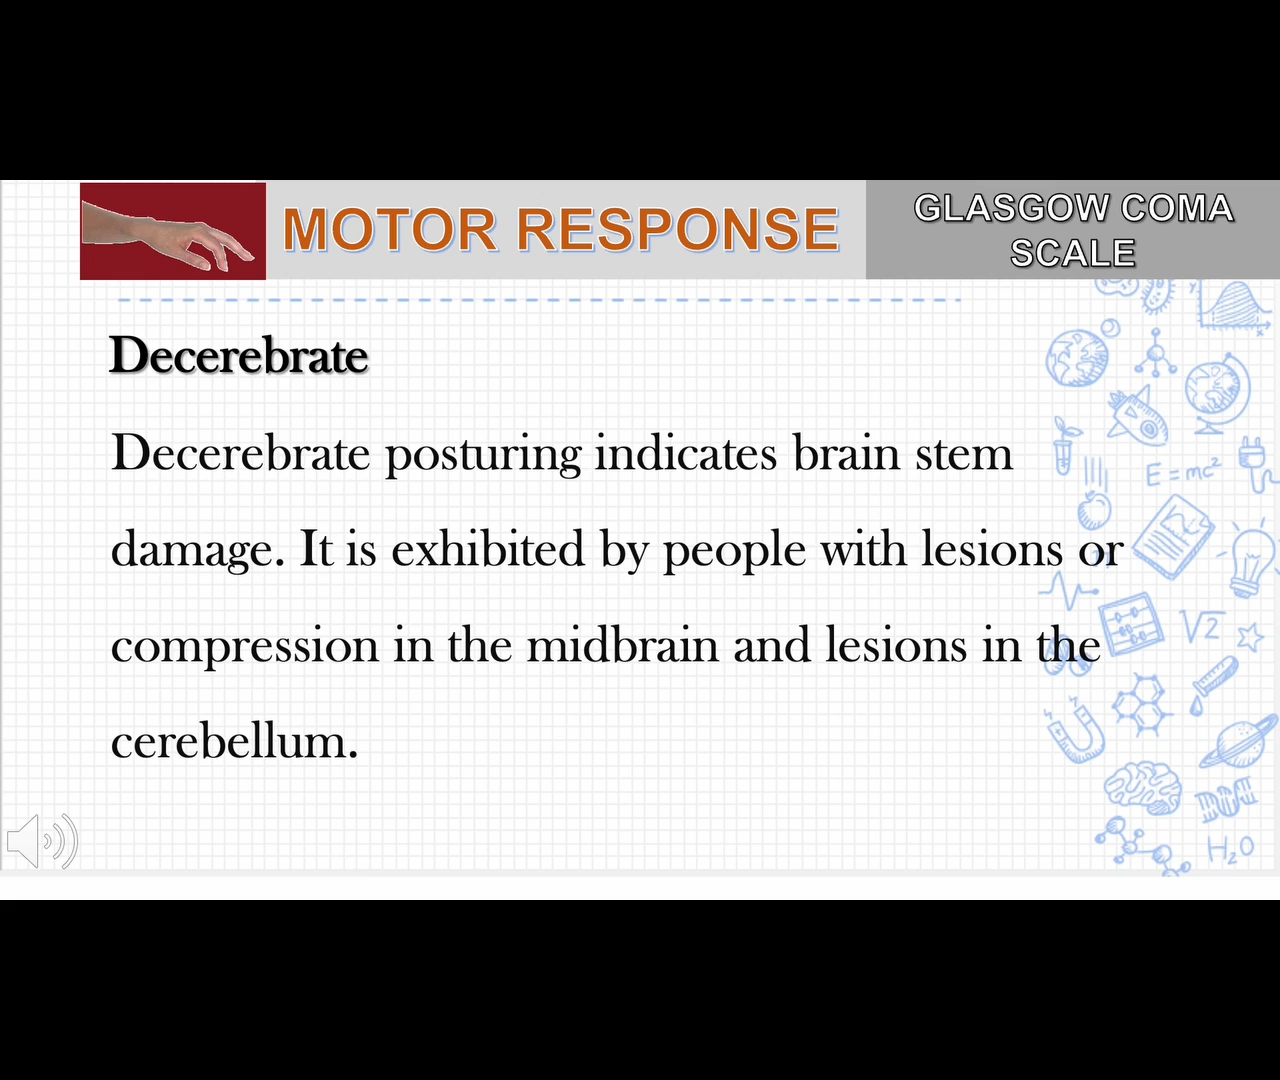 MOTOR RESPONSE
GLASGOW COMA
SCALE
Decerebrate
Decerebrate posturing indicates brain stem
damage. It is exhibited by people with lesions or
compression in the midbrain and lesions in the
cerebellum.
E = mc²
√2
H₂O